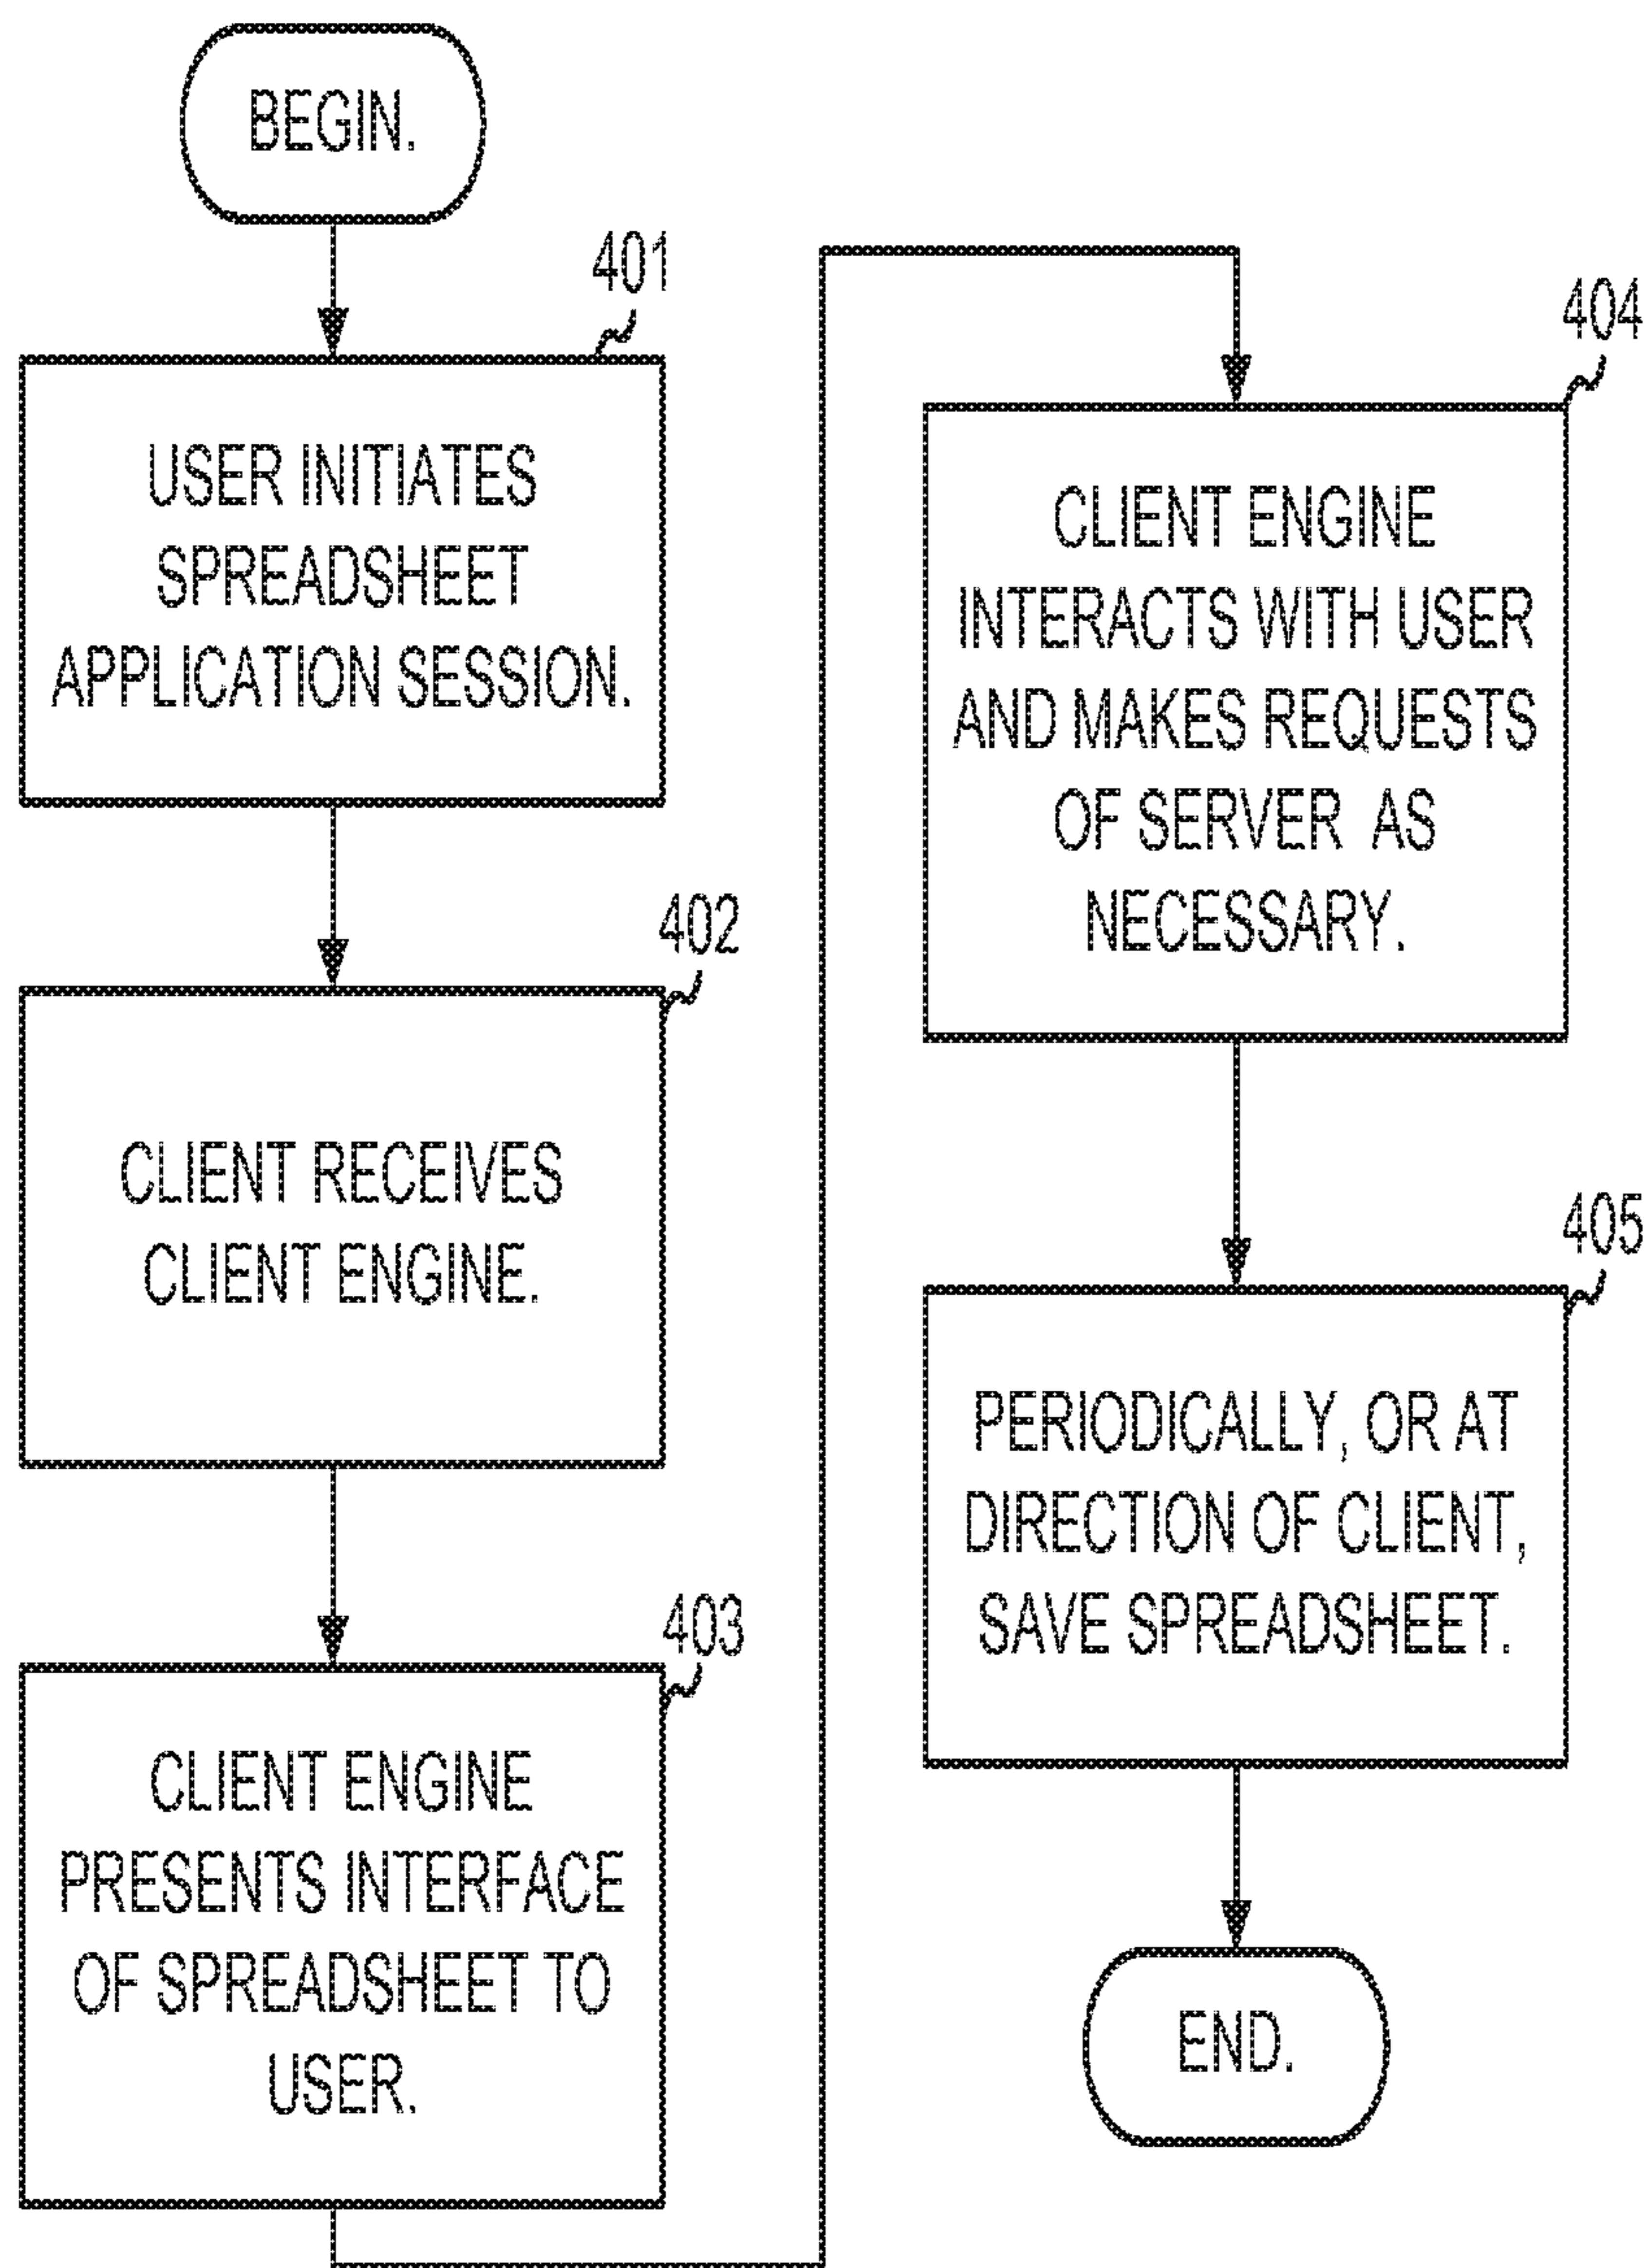 BEGIN.
401
USER INITIATES
SPREADSHEET
APPLICATION SESSION.
402
CLIENT RECEIVES
CLIENT ENGINE.
403
CLIENT ENGINE
PRESENTS INTERFACE
OF SPREADSHEET TO
USER.
404
CLIENT ENGINE
INTERACTS WITH USER
AND MAKES REQUESTS
OF SERVER AS
NECESSARY.
405
PERIODICALLY, OR AT
DIRECTION OF CLIENT,
SAVE SPREADSHEET.
END.